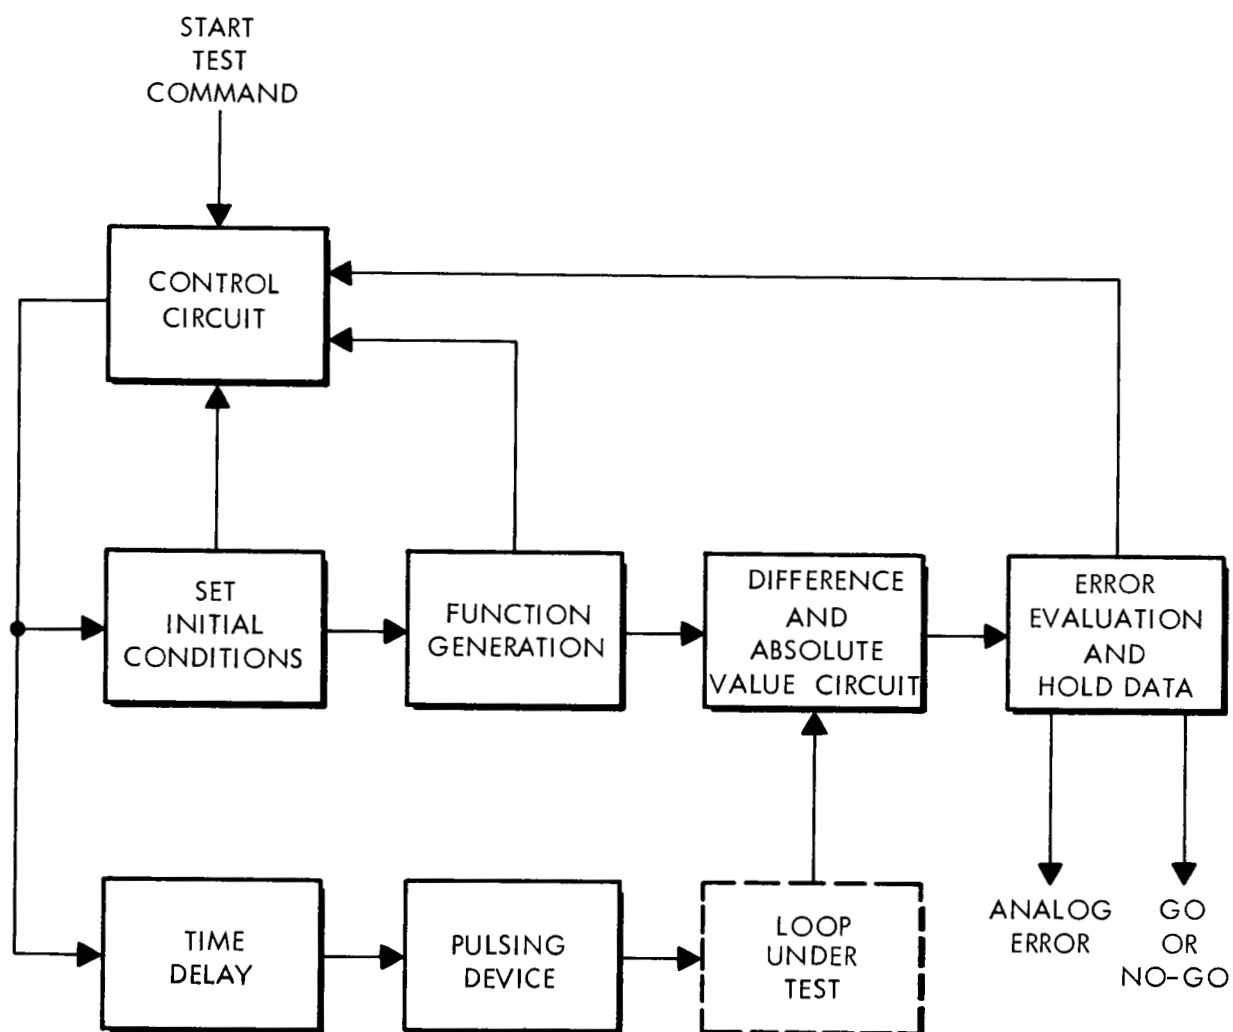 START
TEST
COMMAND
CONTROL
CIRCUIT
SET
INITIAL
CONDITIONS
FUNCTION
GENERATION
DIFFERENCE
AND
ABSOLUTE
VALUE CIRCUIT
ERROR
EVALUATION
AND
HOLD DATA
TIME
DELAY
PULSING
DEVICE
LOOP
UNDER
TEST
ANALOG
ERROR
GO
OR
NO-GO